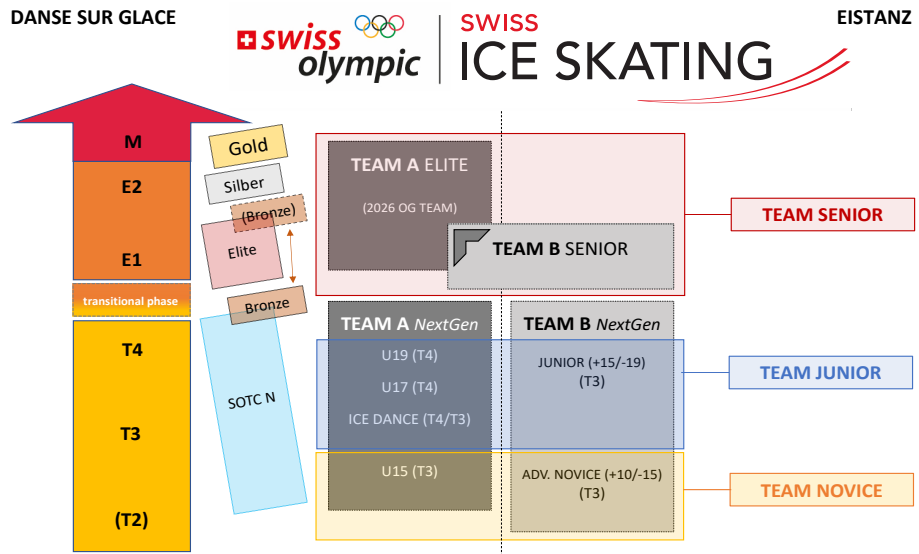 DANSE SUR GLACE
swiss olympic
SWISS
ICE SKATING
EISTANZ
M
E2
E1
transitional phase
T4
T3
(T2)
Gold
Silber
(Bronze)
Elite
Bronze
SOTC N
TEAM A ELITE
(2026 OG TEAM)
TEAM B SENIOR
TEAM A NextGen
U19 (T4)
U17 (T4)
ICE DANCE (T4/T3)
U15 (T3)
TEAM B NextGen
JUNIOR (+15/-19)
(T3)
ADV. NOVICE (+10/-15)
(T3)
TEAM SENIOR
TEAM JUNIOR
TEAM NOVICE